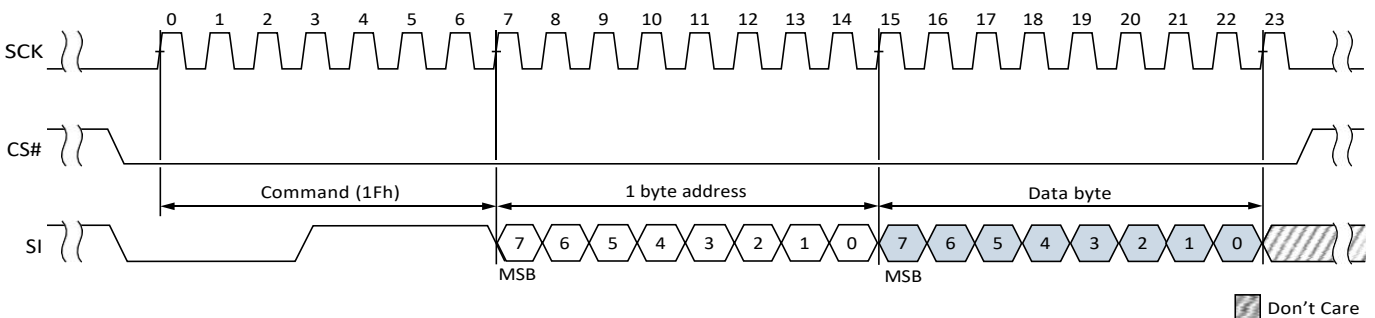 0 1 2 3 4 5 6 7 8 9 10 11 12 13 14 15 16 17 18 19 20 21 22 23
SCK
CS#
Command (1Fh) 1 byte address Data byte
SI 7 6 5 4 3 2 1 0 7 6 5 4 3 2 1 0
MSB MSB
Don't Care